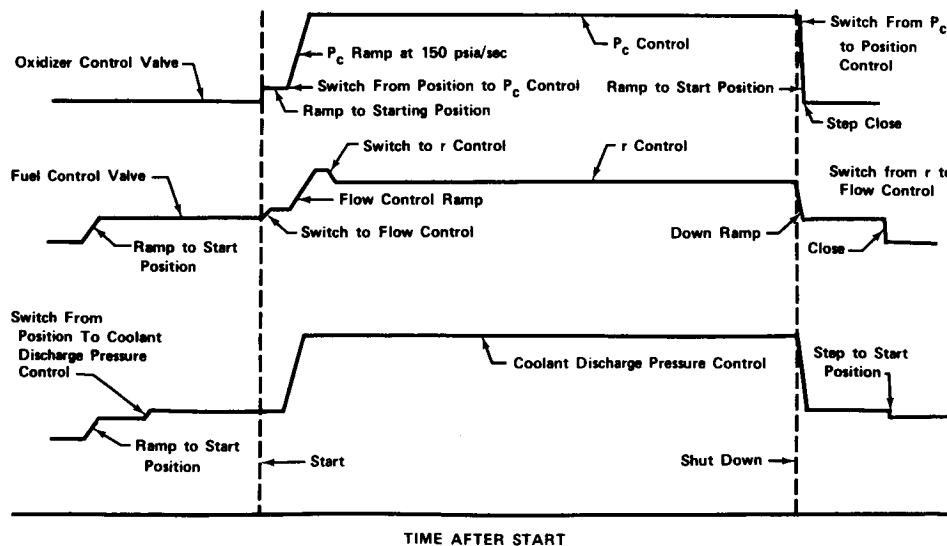 Switch From P_c
to Position
Control
P_c Ramp at 150 psia/sec
P_c Control
Oxidizer Control Valve
Switch From Position to P_c Control
Ramp to Start Position
Ramp to Starting Position
Step Close
Switch to r Control
r Control
Fuel Control Valve
Switch from r to
Flow Control
Flow Control Ramp
Ramp to Start
Position
Switch to Flow Control
Down Ramp
Close
Switch From
Position To Coolant
Discharge Pressure
Control
Coolant Discharge Pressure Control
Step to Start
Position
Ramp to Start
Position
Start
Shut Down
TIME AFTER START